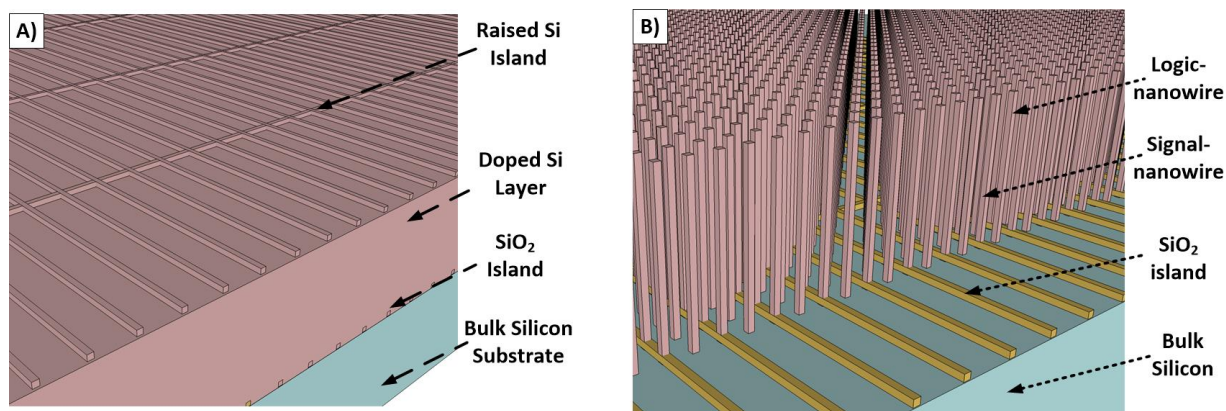 A)
Raised Si
Island
Doped Si
Layer
SiO₂
Island
Bulk Silicon
Substrate
B)
Logic-
nanowire
Signal-
nanowire
SiO₂
island
Bulk
Silicon